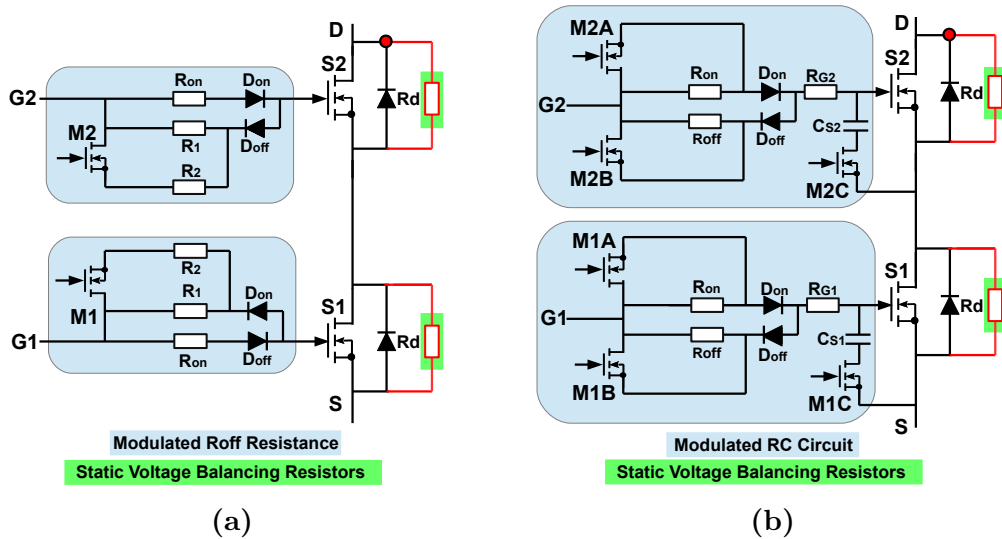 D
S2
G2
Ron
Don
Rd
M2
R1
Doff
R2
R2
M1
R1
Don
S1
G1
Ron
Doff
Rd
S
Modulated Roff Resistance
Static Voltage Balancing Resistors
(a)
D
M2A
S2
Ron
Don
RG2
Rd
G2
Roff
Doff
CS2
M2B
M2C
M1A
S1
Ron
Don
RG1
Rd
G1
Roff
Doff
CS1
M1B
M1C
S
Modulated RC Circuit
Static Voltage Balancing Resistors
(b)